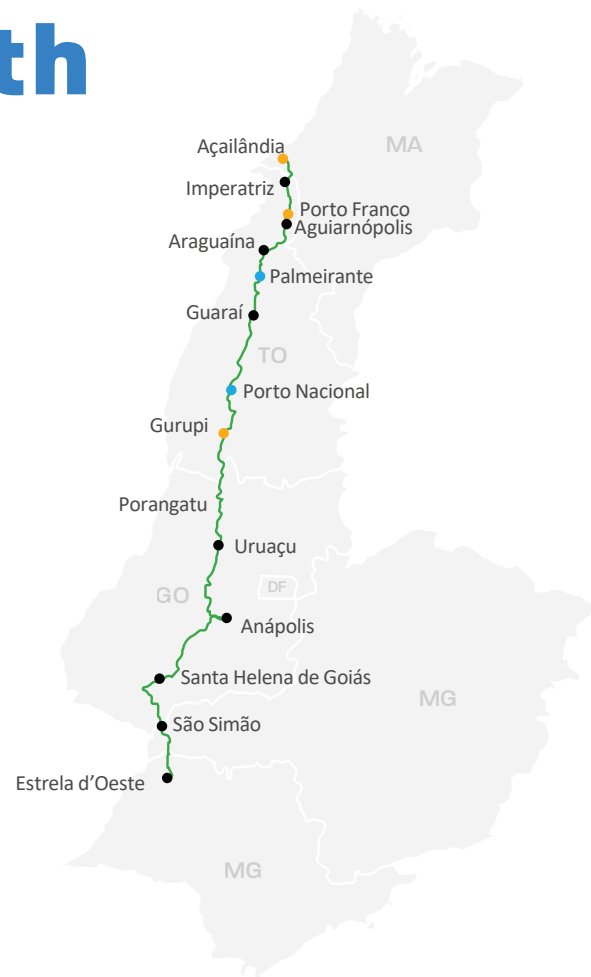 th
Açailândia
MA
Imperatriz
Porto Franco
Aguiarnópolis
Araguaína
Palmeirante
Guaraí
TO
Porto Nacional
Gurupi
Porangatu
Uruaçu
DF
GO
Anápolis
Santa Helena de Goiás
MG
São Simão
Estrela d’Oeste
MG